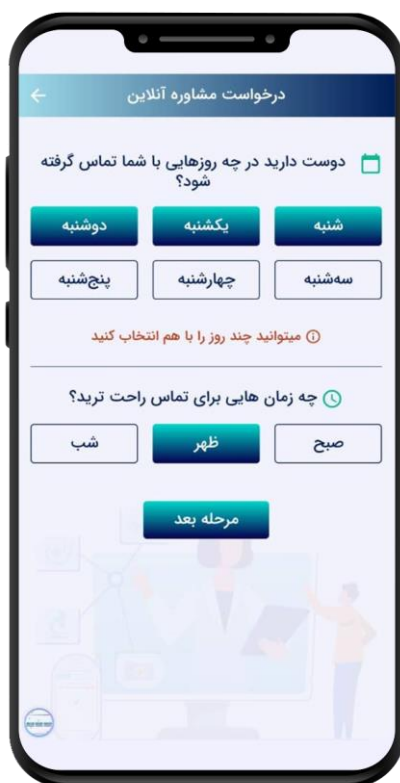 درخواست مشاوره آنلاین
دوست دارید در چه روزهایی با شما تماس گرفته
شود؟
شنبه
یکشنبه
دوشنبه
سه‌شنبه
چهارشنبه
پنج‌شنبه
میتوانید چند روز را با هم انتخاب کنید
چه زمان هایی برای تماس راحت ترید؟
صبح
ظهر
شب
مرحله بعد